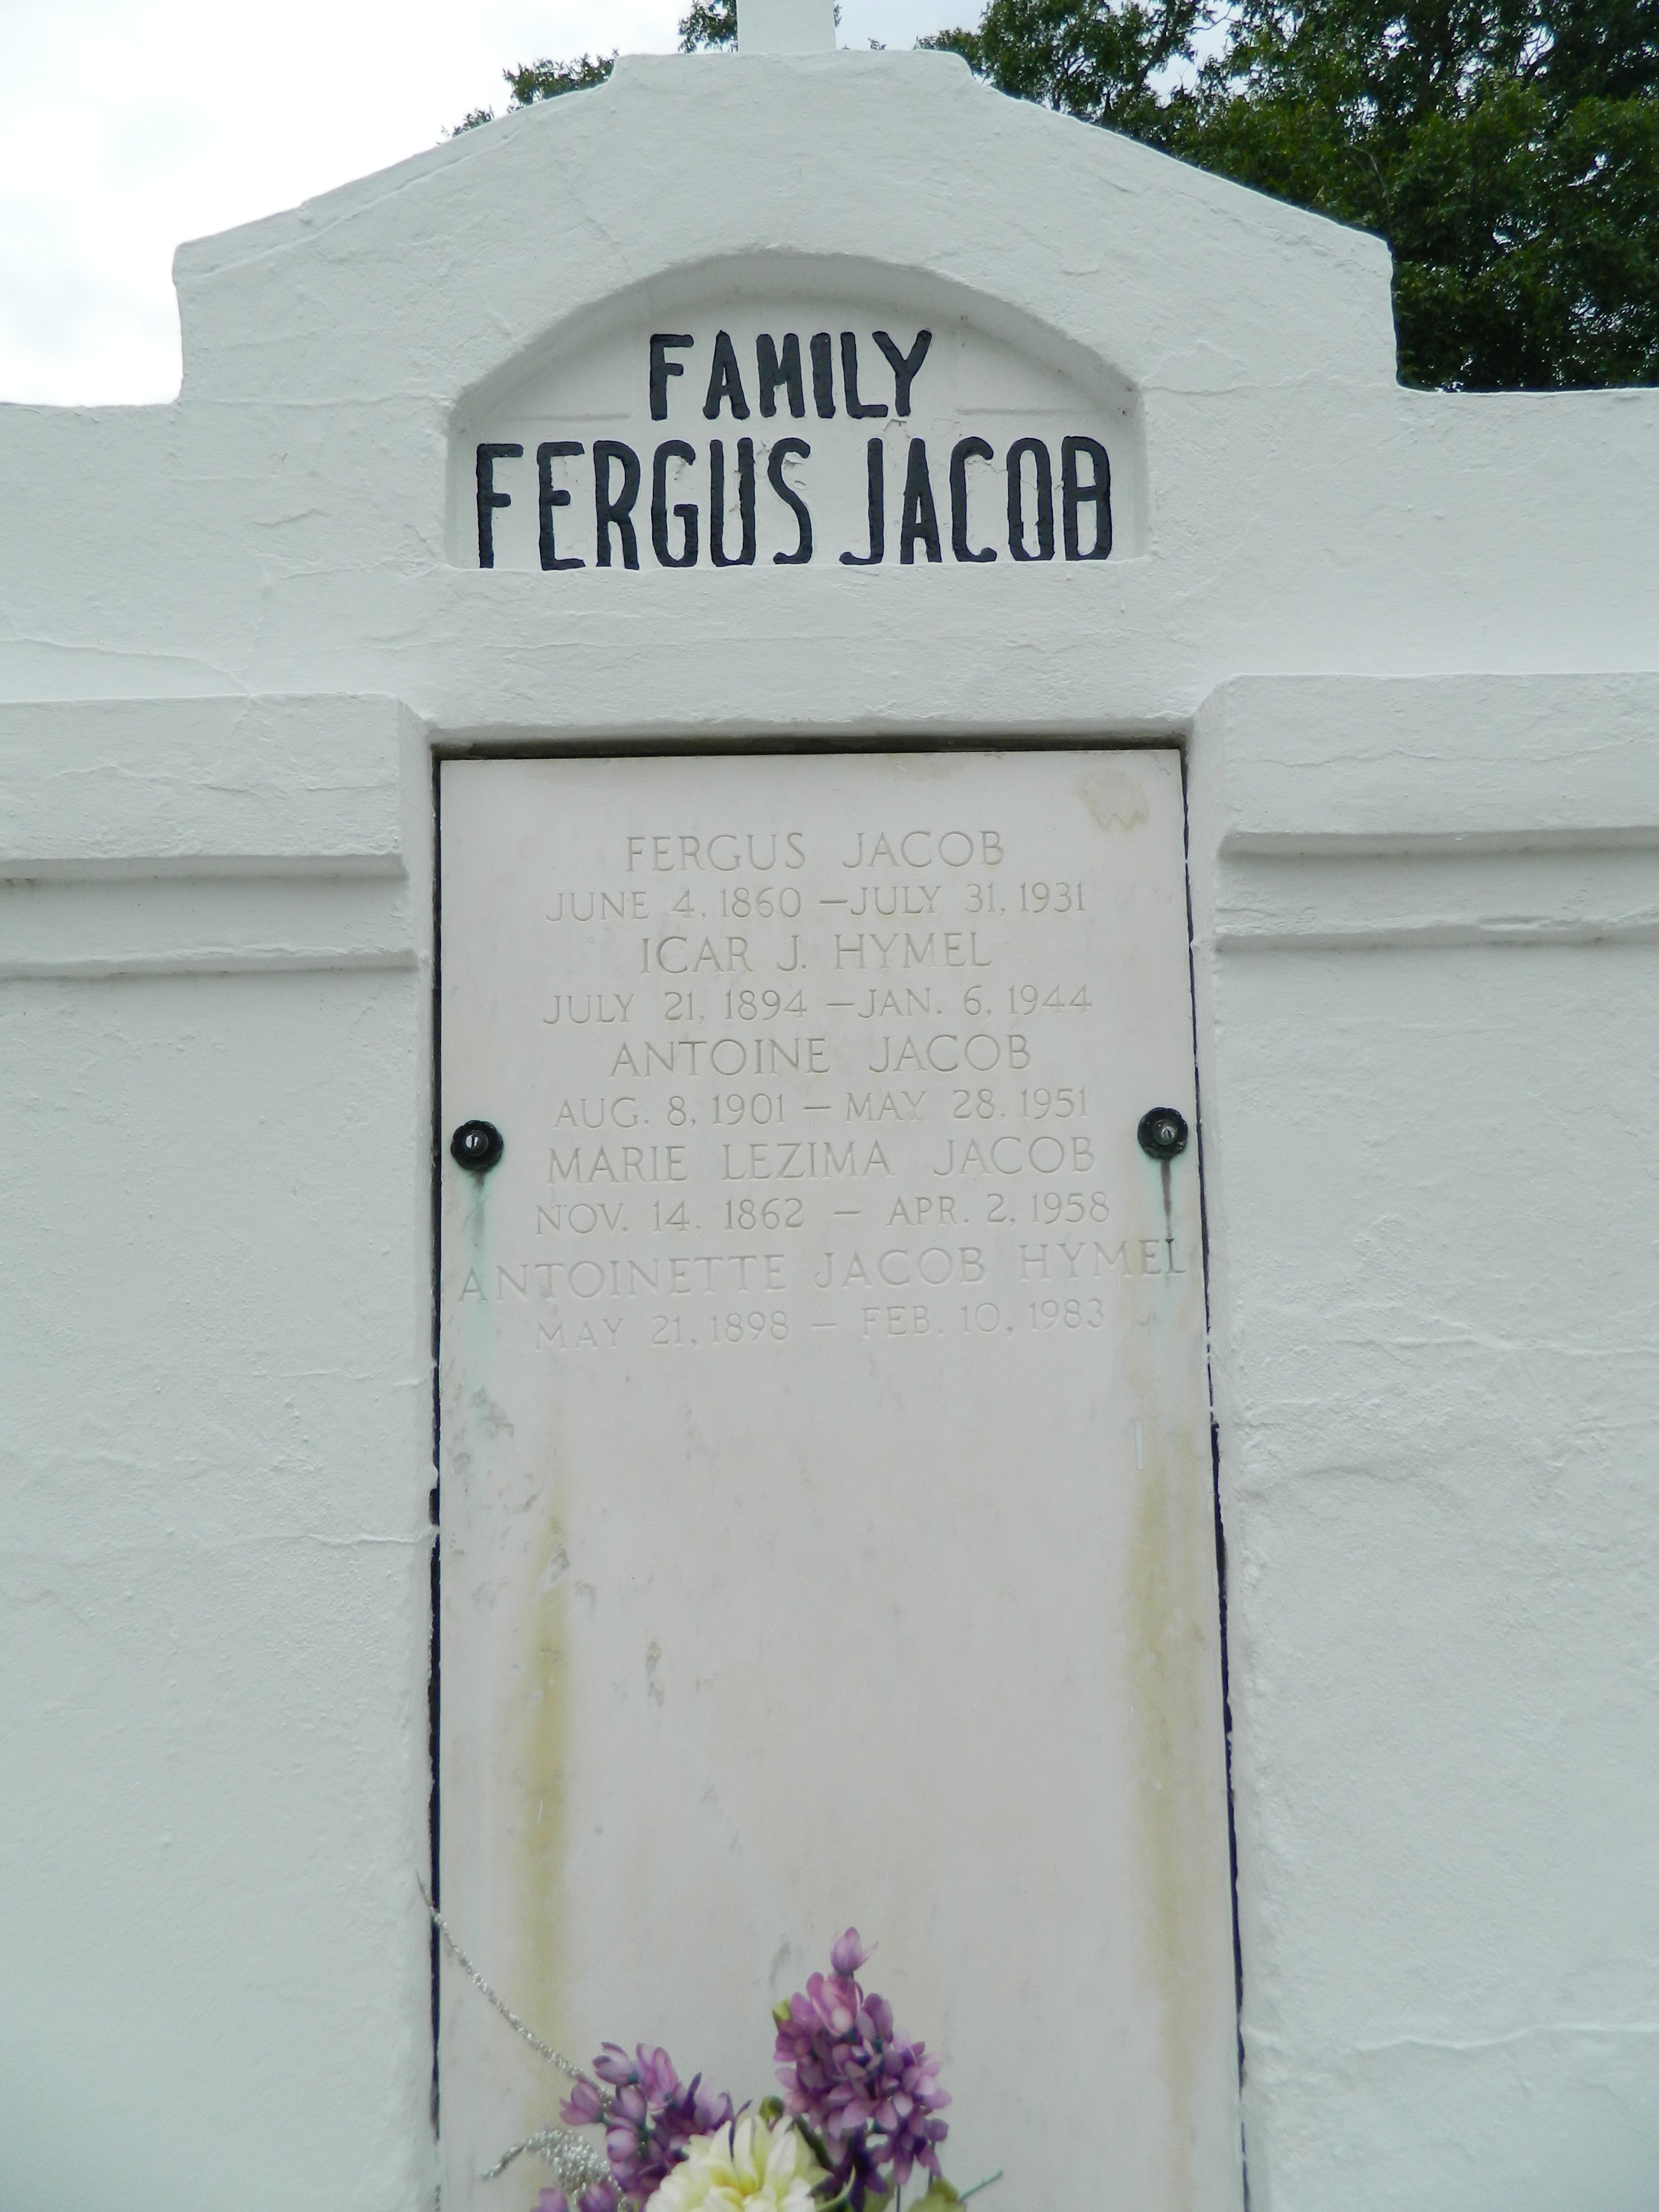 FAMILY
FERGUS JACOB
FERGUS JACOB
JUNE 4, 1860 — JULY 31, 1931
ICAR J. HYMEL
JULY 21, 1894 — JAN. 6, 1944
ANTOINE JACOB
AUG. 8, 1901 — MAY 28, 1951
MARIE LEZIMA JACOB
NOV. 14, 1862 — APR. 2, 1958
ANTOINETTE JACOB HYMEL
MAY 21, 1898 — FEB. 10, 1983